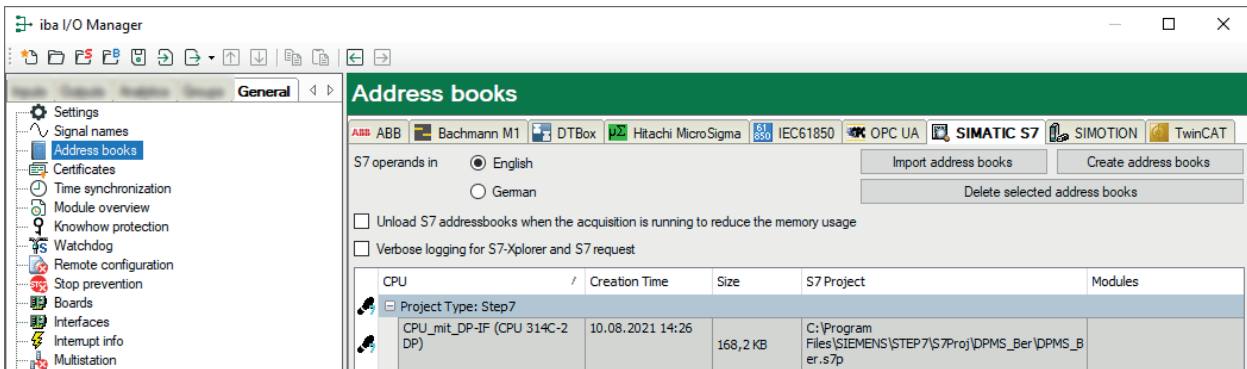 iba I/O Manager
General
Settings
Signal names
Address books
Certificates
Time synchronization
Module overview
Knowhow protection
Watchdog
Remote configuration
Stop prevention
Boards
Interfaces
Interrupt info
Multistation
Address books
ABB ABB Bachmann M1 DTBox µΣ Hitachi MicroSigma 61 850 IEC61850 OPC UA SIMATIC S7 SIMOTION TwinCAT
S7 operands in English Import address books Create address books
German Delete selected address books
Unload S7 addressbooks when the acquisition is running to reduce the memory usage
Verbose logging for S7-Xplorer and S7 request
CPU / Creation Time Size S7 Project Modules
Project Type: Step7
CPU_mit_DP-IF (CPU 314C-2 10.08.2021 14:26 C:\Program
DP) 168,2 KB Files\SIEMENS\STEP7\S7Proj\DPMS_Ber\DPMS_B
er.s7p